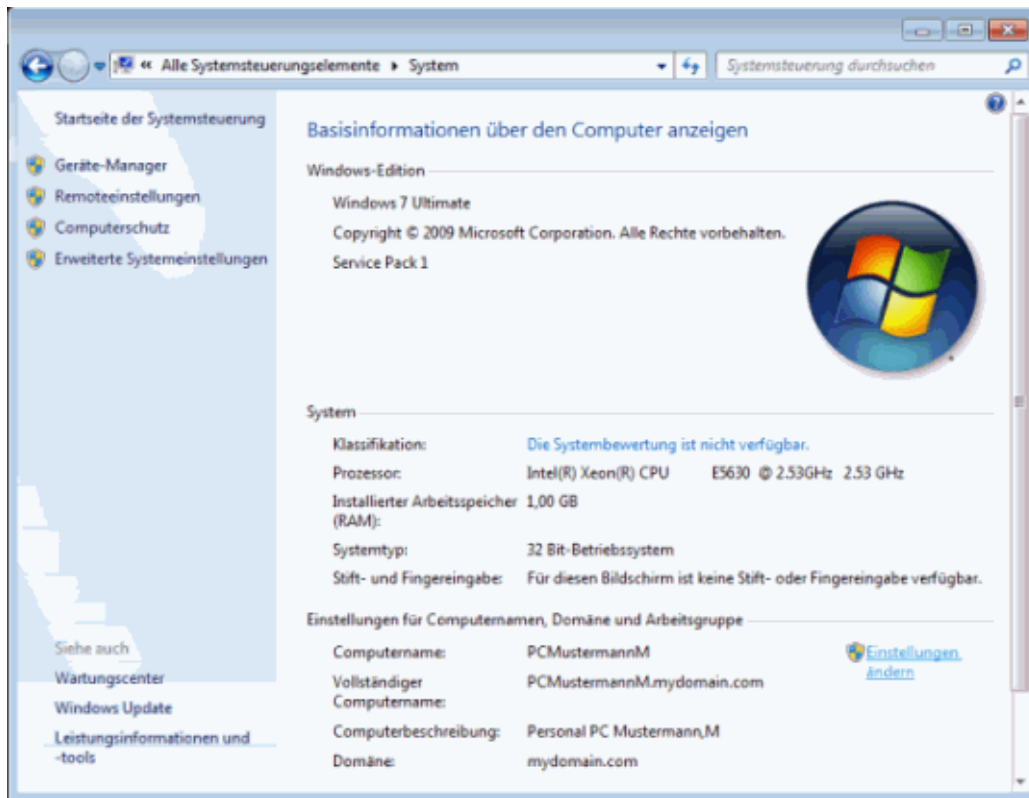 « Alle Systemsteuerungselemente ▸ System
Systemsteuerung durchsuchen
Startseite der Systemsteuerung
Geräte-Manager
Remoteeinstellungen
Computerschutz
Erweiterte Systemeinstellungen
Siehe auch
Wartungscenter
Windows Update
Leistungsinformationen und
-tools
Basisinformationen über den Computer anzeigen
Windows-Edition
Windows 7 Ultimate
Copyright © 2009 Microsoft Corporation. Alle Rechte vorbehalten.
Service Pack 1
System
Klassifikation: Die Systembewertung ist nicht verfügbar.
Prozessor: Intel(R) Xeon(R) CPU E5630 @ 2.53GHz 2.53 GHz
Installierter Arbeitsspeicher 1,00 GB
(RAM):
Systemtyp: 32 Bit-Betriebssystem
Stift- und Fingereingabe: Für diesen Bildschirm ist keine Stift- oder Fingereingabe verfügbar.
Einstellungen für Computernamen, Domäne und Arbeitsgruppe
Computername: PCMustermannM Einstellungen
ändern
Vollständiger PCMustermannM.mydomain.com
Computername:
Computerbeschreibung: Personal PC Mustermann,M
Domäne: mydomain.com